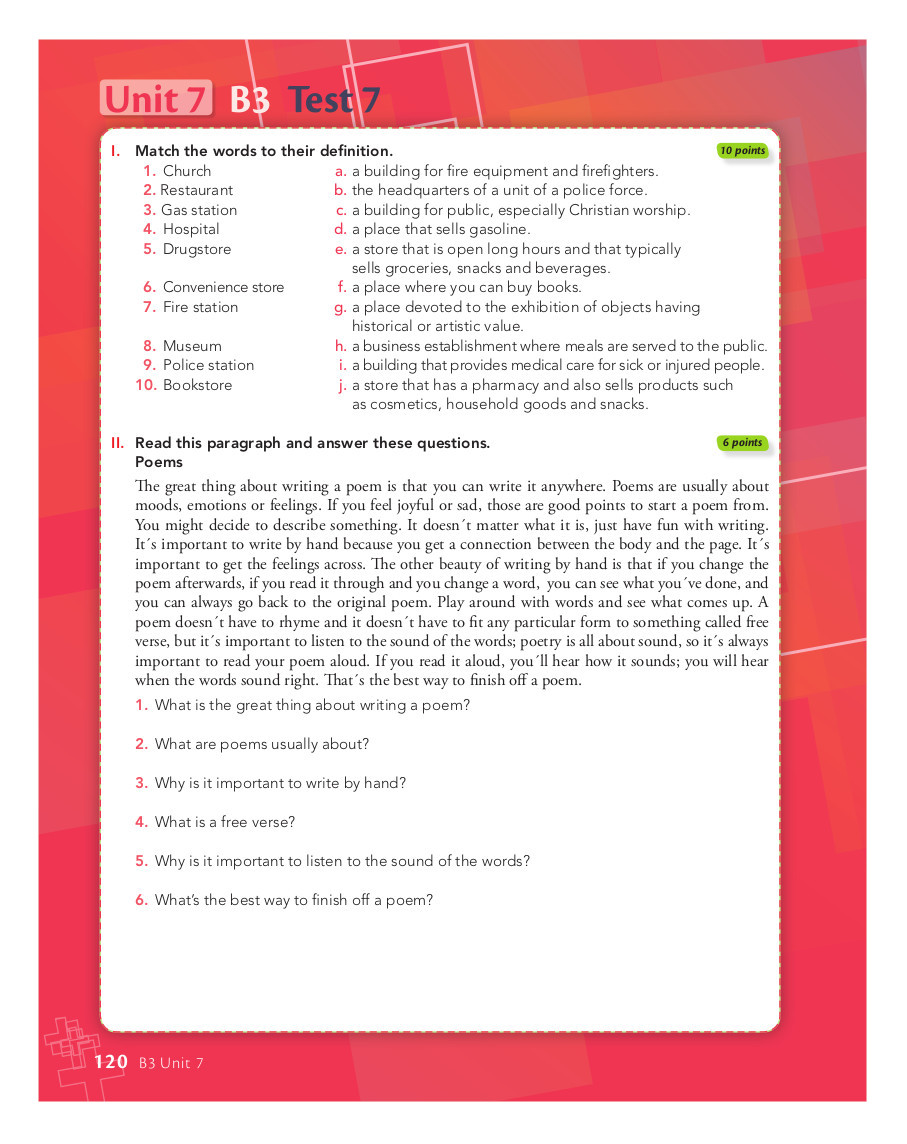 Unit 7 B3 Test 7
I. Match the words to their definition. 10 points
1. Church a. a building for fire equipment and firefighters.
2. Restaurant b. the headquarters of a unit of a police force.
3. Gas station c. a building for public, especially Christian worship.
4. Hospital d. a place that sells gasoline.
5. Drugstore e. a store that is open long hours and that typically
sells groceries, snacks and beverages.
6. Convenience store f. a place where you can buy books.
7. Fire station g. a place devoted to the exhibition of objects having
historical or artistic value.
8. Museum h. a business establishment where meals are served to the public.
9. Police station i. a building that provides medical care for sick or injured people.
10. Bookstore j. a store that has a pharmacy and also sells products such
as cosmetics, household goods and snacks.
II. Read this paragraph and answer these questions. 6 points
Poems
The great thing about writing a poem is that you can write it anywhere. Poems are usually about
moods, emotions or feelings. If you feel joyful or sad, those are good points to start a poem from.
You might decide to describe something. It doesn´t matter what it is, just have fun with writing.
It´s important to write by hand because you get a connection between the body and the page. It´s
important to get the feelings across. The other beauty of writing by hand is that if you change the
poem afterwards, if you read it through and you change a word, you can see what you´ve done, and
you can always go back to the original poem. Play around with words and see what comes up. A
poem doesn´t have to rhyme and it doesn´t have to fit any particular form to something called free
verse, but it´s important to listen to the sound of the words; poetry is all about sound, so it´s always
important to read your poem aloud. If you read it aloud, you´ll hear how it sounds; you will hear
when the words sound right. That´s the best way to finish off a poem.
1. What is the great thing about writing a poem?
2. What are poems usually about?
3. Why is it important to write by hand?
4. What is a free verse?
5. Why is it important to listen to the sound of the words?
6. What's the best way to finish off a poem?
120 B3 Unit 7